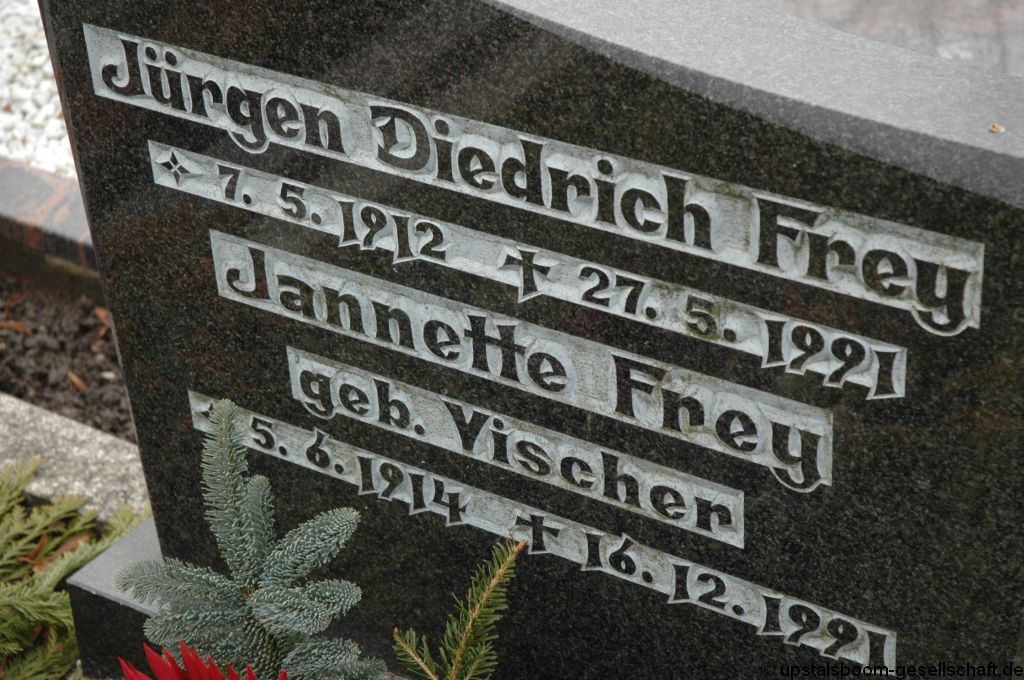 Jürgen Diedrich Frey
7. 5. 1912 † 27. 5. 1991
Jannette Frey
geb. Vischer
5. 6. 1914 † 16. 12. 1991
© upstalsboom-gesellschaft.de